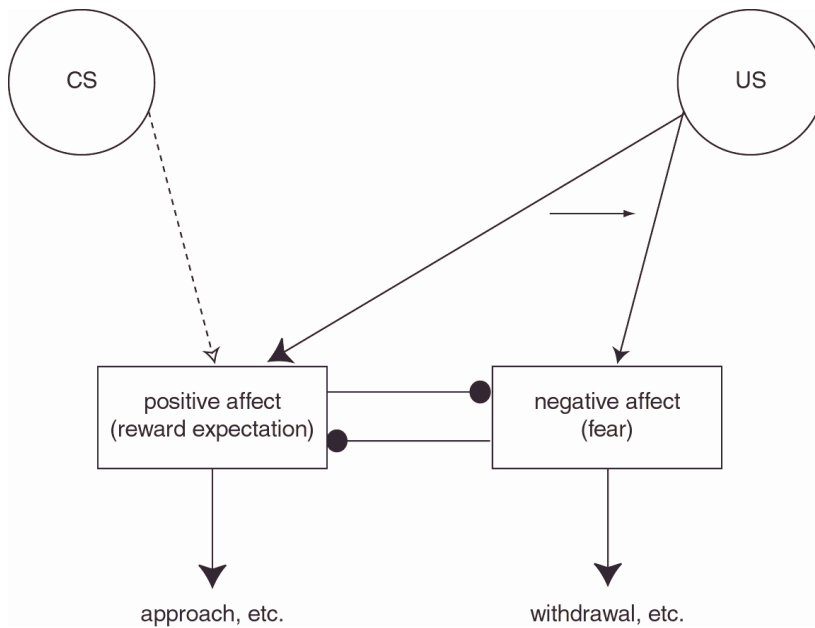 CS
US
positive affect
(reward expectation)
negative affect
(fear)
approach, etc.
withdrawal, etc.